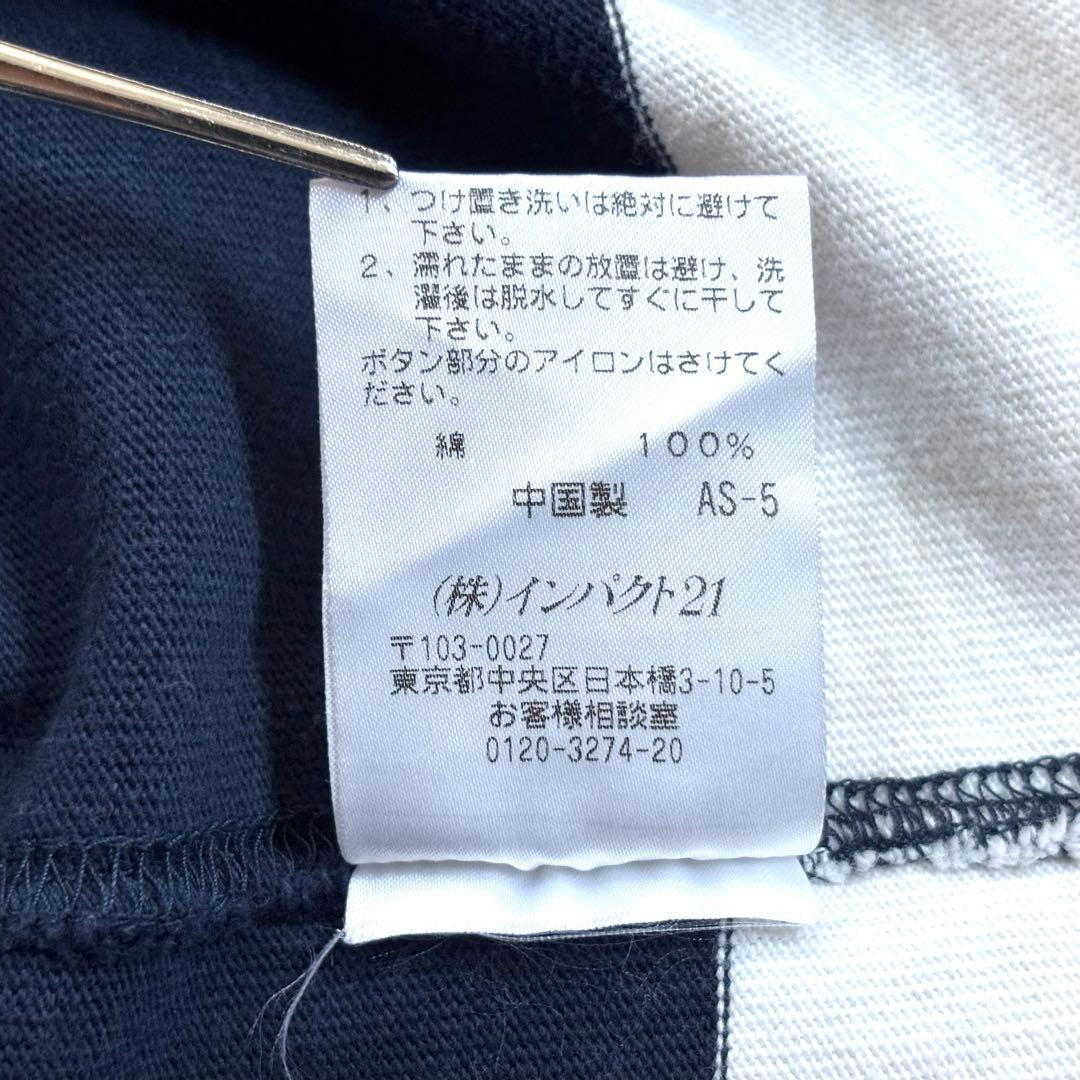 1、つけ置き洗いは絶対に避けて
下さい。
2、濡れたままの放置は避け、洗
濯後は脱水してすぐに干して
下さい。
ボタン部分のアイロンはさけてく
ださい。
綿 100%
中国製 AS-5
(株)インパクト21
〒103-0027
東京都中央区日本橋3-10-5
お客様相談室
0120-3274-20